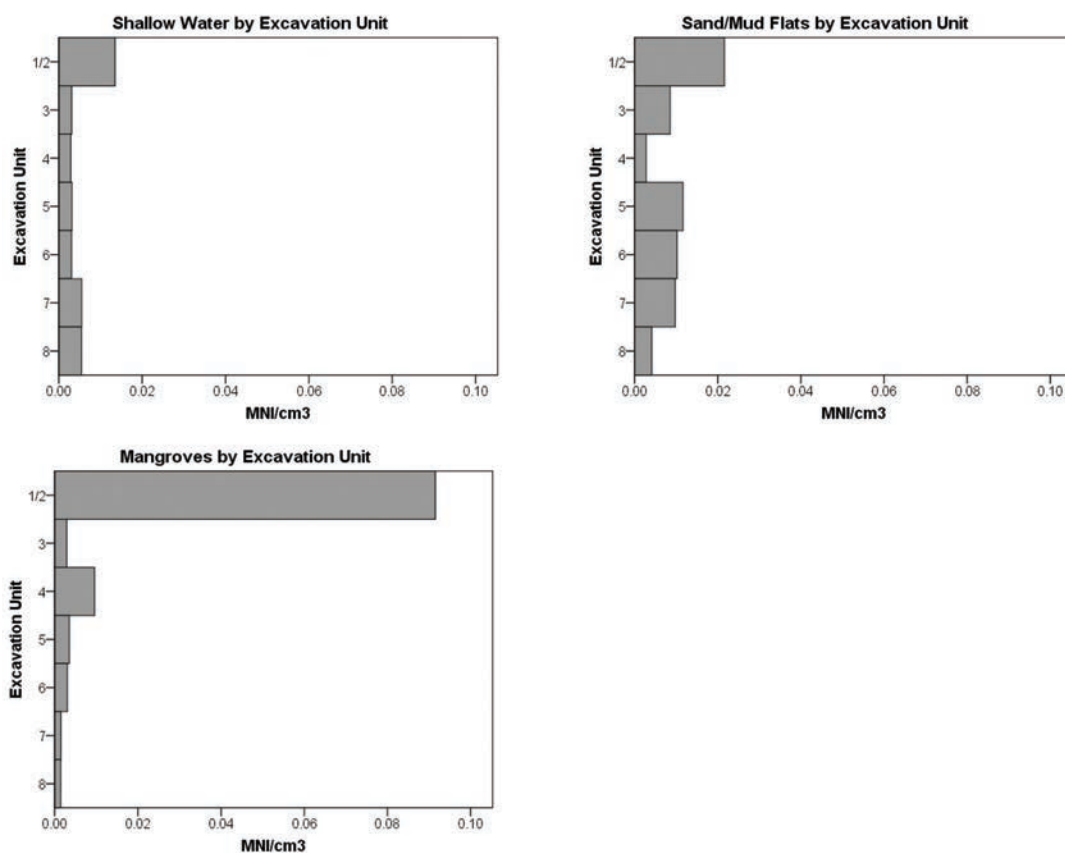 Shallow Water by Excavation Unit
Excavation Unit
1/2
3
4
5
6
7
8
0.00 0.02 0.04 0.06 0.08 0.10
MNI/cm3
Sand/Mud Flats by Excavation Unit
Excavation Unit
1/2
3
4
5
6
7
8
0.00 0.02 0.04 0.06 0.08 0.10
MNI/cm3
Mangroves by Excavation Unit
Excavation Unit
1/2
3
4
5
6
7
8
0.00 0.02 0.04 0.06 0.08 0.10
MNI/cm3